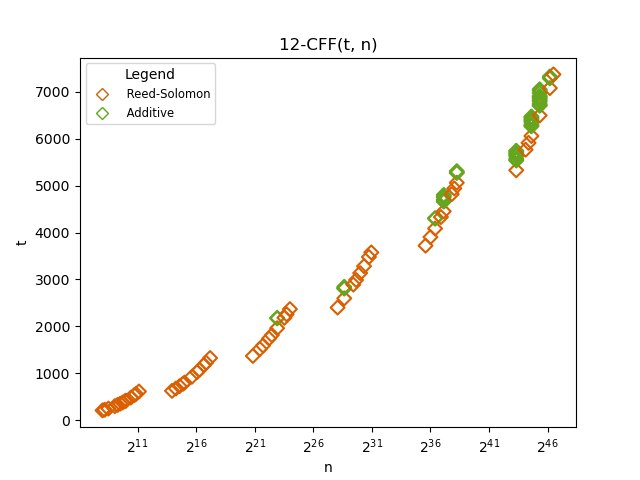 12-CFF(t, n)
Legend
Reed-Solomon
Additive
7000
6000
5000
4000
3000
2000
1000
0
t
2^11 2^16 2^21 2^26 2^31 2^36 2^41 2^46
n